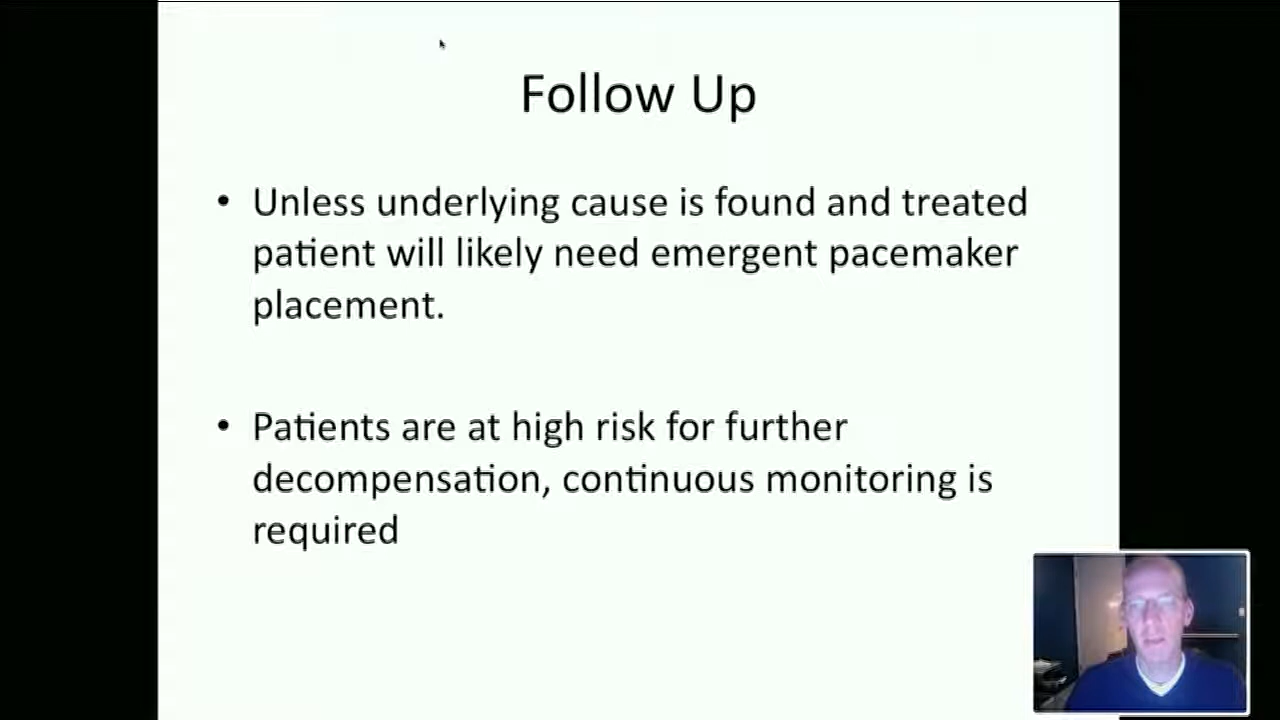 Follow Up
• Unless underlying cause is found and treated
patient will likely need emergent pacemaker
placement.
• Patients are at high risk for further
decompensation, continuous monitoring is
required